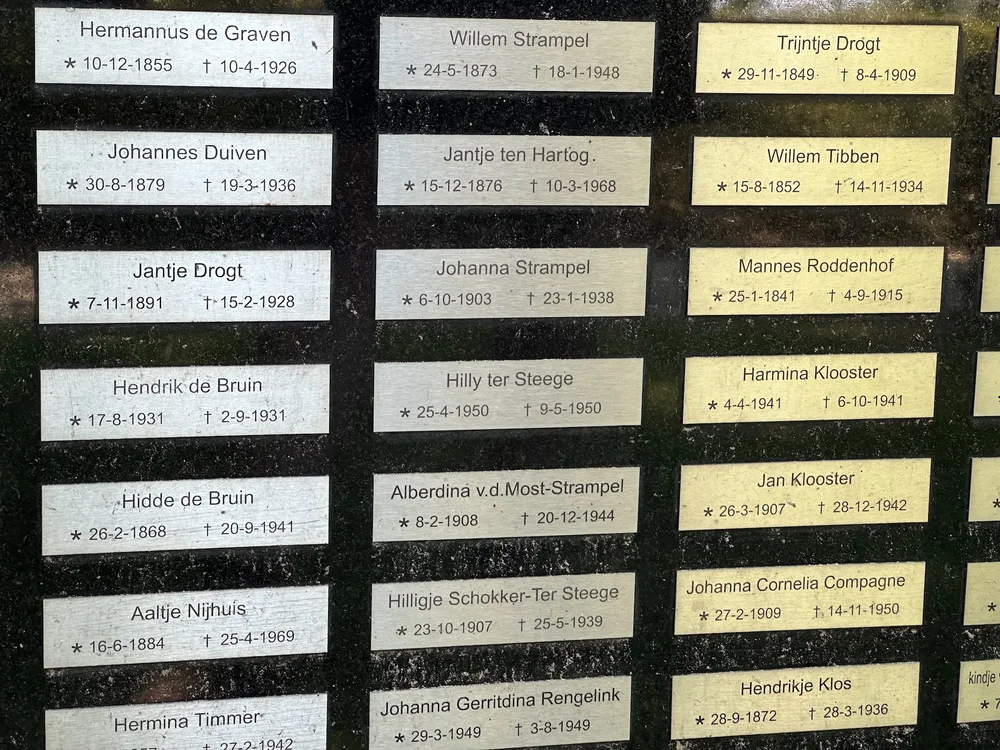 Hermannus de Graven
* 10-12-1855 † 10-4-1926
Johannes Duiven
* 30-8-1879 † 19-3-1936
Jantje Drogt
* 7-11-1891 † 15-2-1928
Hendrik de Bruin
* 17-8-1931 † 2-9-1931
Hidde de Bruin
* 26-2-1868 † 20-9-1941
Aaltje Nijhuis
* 16-6-1884 † 25-4-1969
Hermina Timmer
† 27-2-1942
Willem Strampel
* 24-5-1873 † 18-1-1948
Jantje ten Hartog.
* 15-12-1876 † 10-3-1968
Johanna Strampel
* 6-10-1903 † 23-1-1938
Hilly ter Steege
* 25-4-1950 † 9-5-1950
Alberdina v.d.Most-Strampel
* 8-2-1908 † 20-12-1944
Hilligje Schokker-Ter Steege
* 23-10-1907 † 25-5-1939
Johanna Gerritdina Rengelink
* 29-3-1949 † 3-8-1949
Trijntje Drogt
* 29-11-1849 † 8-4-1909
Willem Tibben
* 15-8-1852 † 14-11-1934
Mannes Roddenhof
* 25-1-1841 † 4-9-1915
Harmina Klooster
* 4-4-1941 † 6-10-1941
Jan Klooster
* 26-3-1907 † 28-12-1942
Johanna Cornelia Compagne
* 27-2-1909 † 14-11-1950
Hendrikje Klos
* 28-9-1872 † 28-3-1936
kindje
* 7